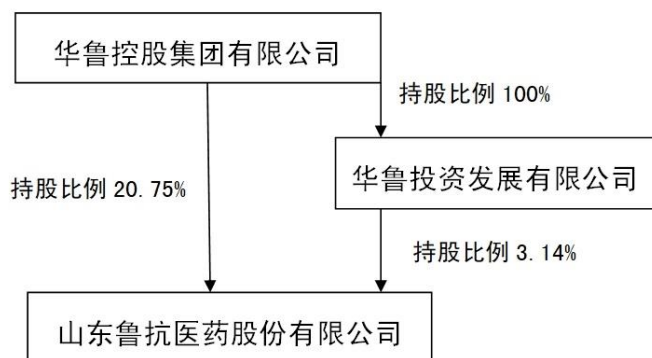 华鲁控股集团有限公司
持股比例 100%
华鲁投资发展有限公司
持股比例 20.75%
持股比例 3.14%
山东鲁抗医药股份有限公司